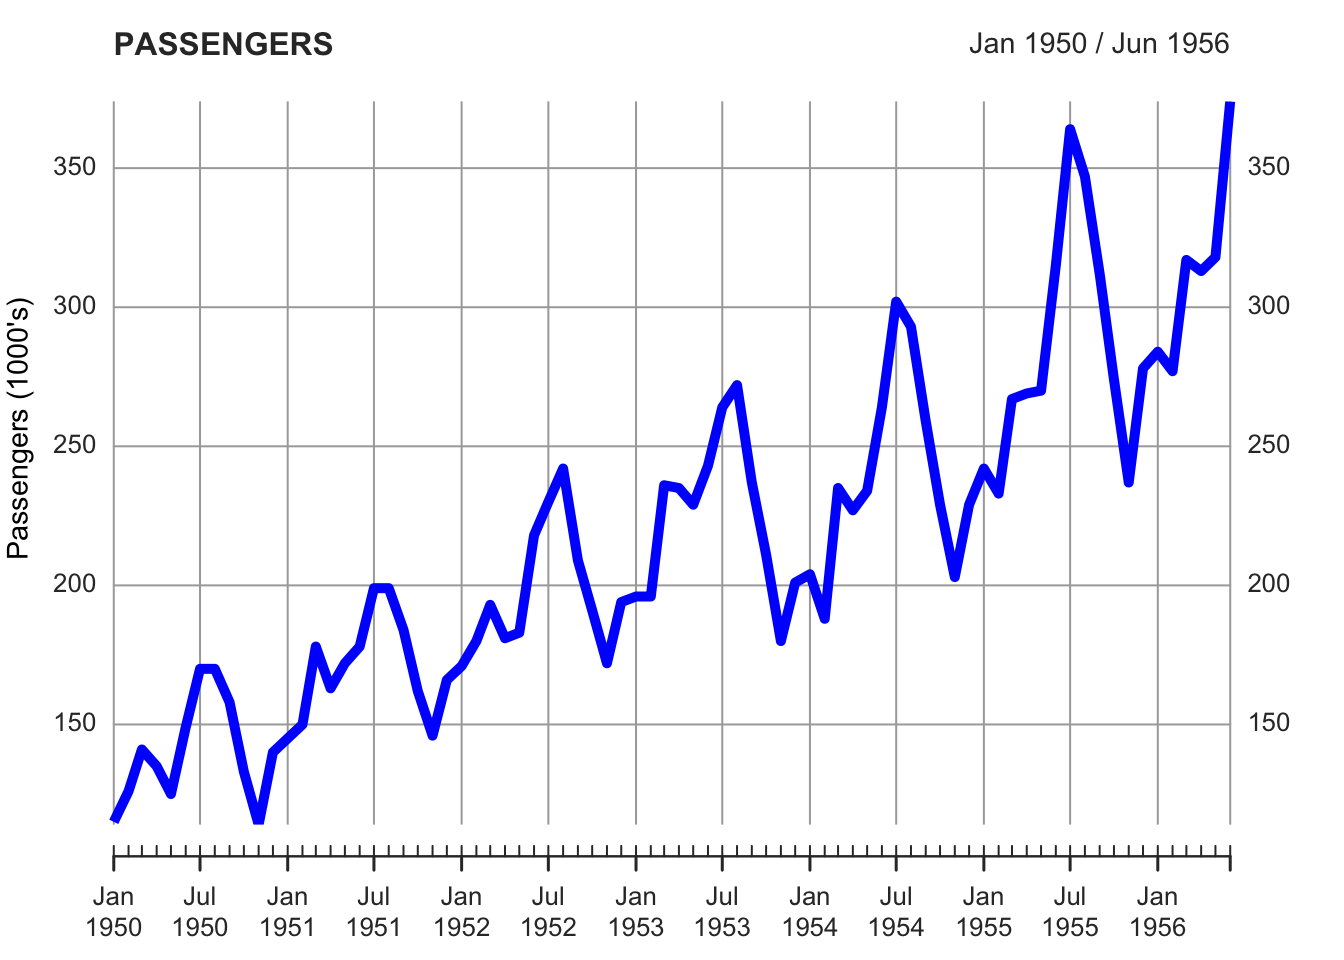 PASSENGERS
Jan 1950 / Jun 1956
Passengers (1000's)
350
300
250
200
150
350
300
250
200
150
Jan 1950
Jul 1950
Jan 1951
Jul 1951
Jan 1952
Jul 1952
Jan 1953
Jul 1953
Jan 1954
Jul 1954
Jan 1955
Jul 1955
Jan 1956